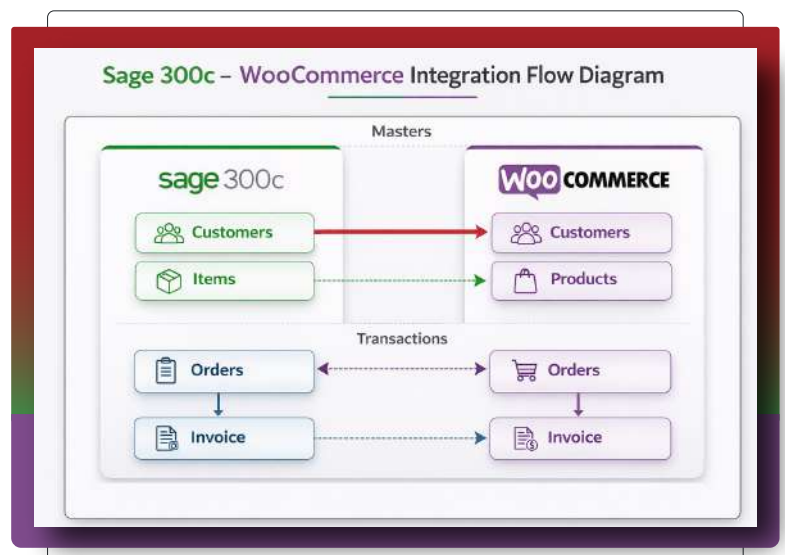 Sage 300c – WooCommerce Integration Flow Diagram
Masters
sage 300c
WOO COMMERCE
Customers
Customers
Items
Products
Transactions
Orders
Orders
Invoice
Invoice